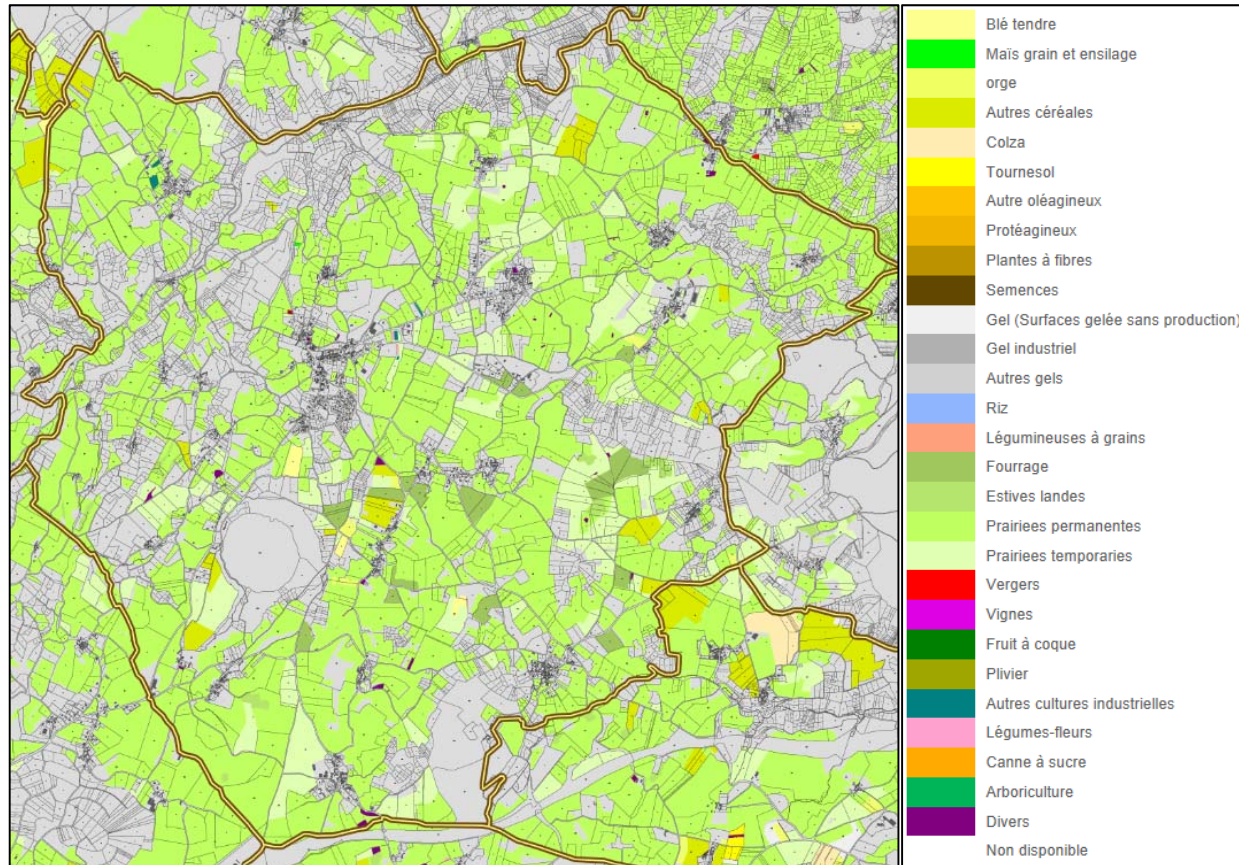 Blé tendre
Maïs grain et ensilage
orge
Autres céréales
Colza
Tournesol
Autre oléagineux
Protéagineux
Plantes à fibres
Semences
Gel (Surfaces gelée sans production)
Gel industriel
Autres gels
Riz
Légumineuses à grains
Fourrage
Estives landes
Prairiees permanentes
Prairiees temporaries
Vergers
Vignes
Fruit à coque
Plivier
Autres cultures industrielles
Légumes-fleurs
Canne à sucre
Arboriculture
Divers
Non disponible